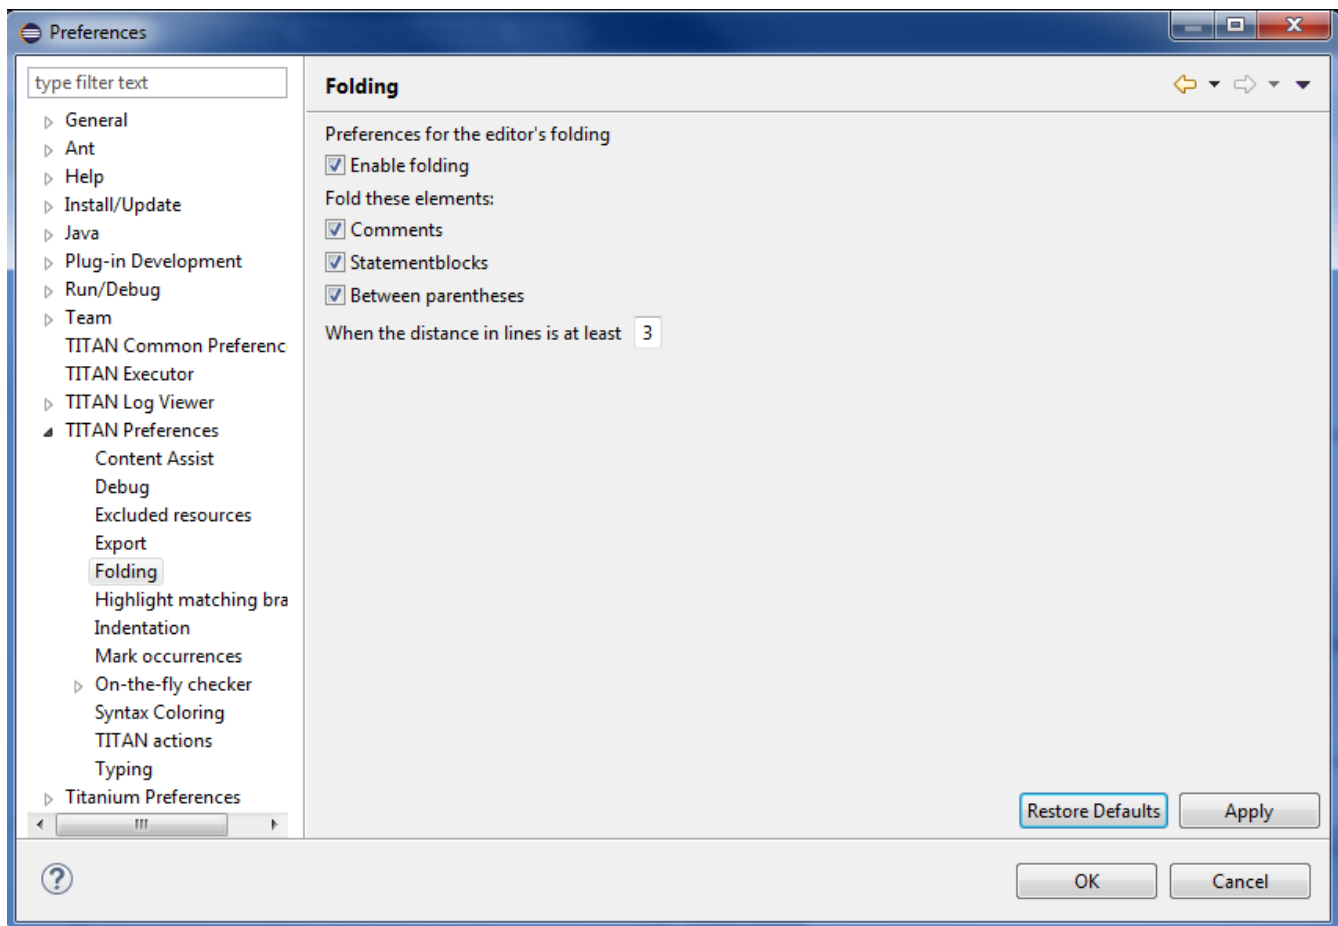 Preferences
type filter text
General
Ant
Help
Install/Update
Java
Plug-in Development
Run/Debug
Team
TITAN Common Preferenc
TITAN Executor
TITAN Log Viewer
TITAN Preferences
Content Assist
Debug
Excluded resources
Export
Folding
Highlight matching bra
Indentation
Mark occurrences
On-the-fly checker
Syntax Coloring
TITAN actions
Typing
Titanium Preferences
Folding
Preferences for the editor's folding
Enable folding
Fold these elements:
Comments
Statementblocks
Between parentheses
When the distance in lines is at least 3
Restore Defaults Apply
? OK Cancel